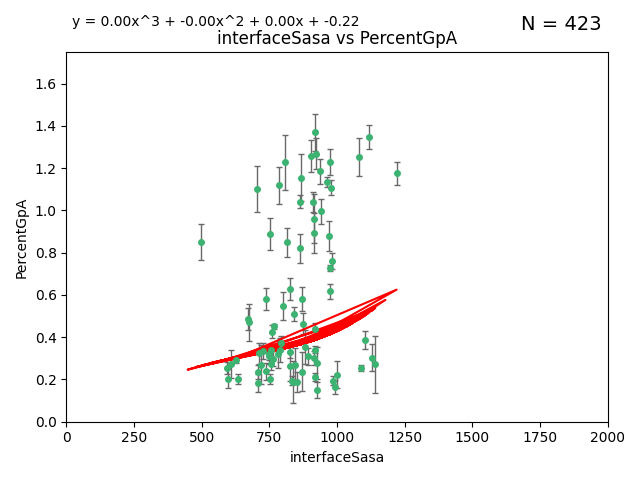 y = 0.00x^3 + -0.00x^2 + 0.00x + -0.22
N = 423
interfaceSasa vs PercentGpA
1.6
1.4
1.2
1.0
0.8
0.6
0.4
0.2
0.0
PercentGpA
0 250 500 750 1000 1250 1500 1750 2000
interfaceSasa